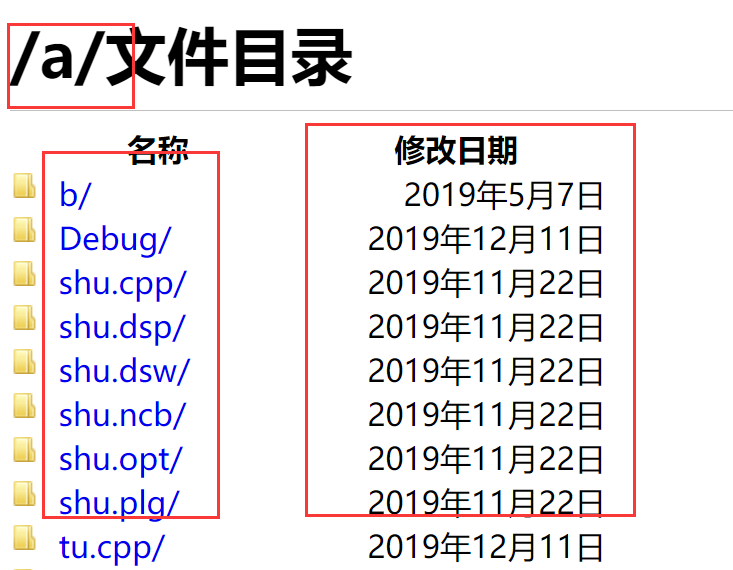 /a/文件目录
名称 修改日期
b/ 2019年5月7日
Debug/ 2019年12月11日
shu.cpp/ 2019年11月22日
shu.dsp/ 2019年11月22日
shu.dsw/ 2019年11月22日
shu.ncb/ 2019年11月22日
shu.opt/ 2019年11月22日
shu.plg/ 2019年11月22日
tu.cpp/ 2019年12月11日